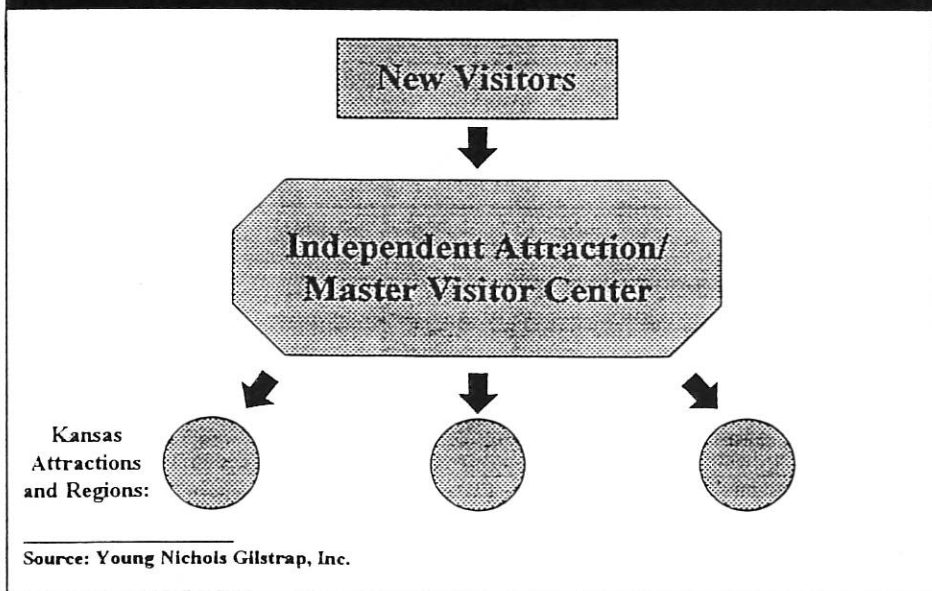 New Visitors
Independent Attraction/
Master Visitor Center
Kansas
Attractions
and Regions:
Source: Young Nichols Gilstrap, Inc.